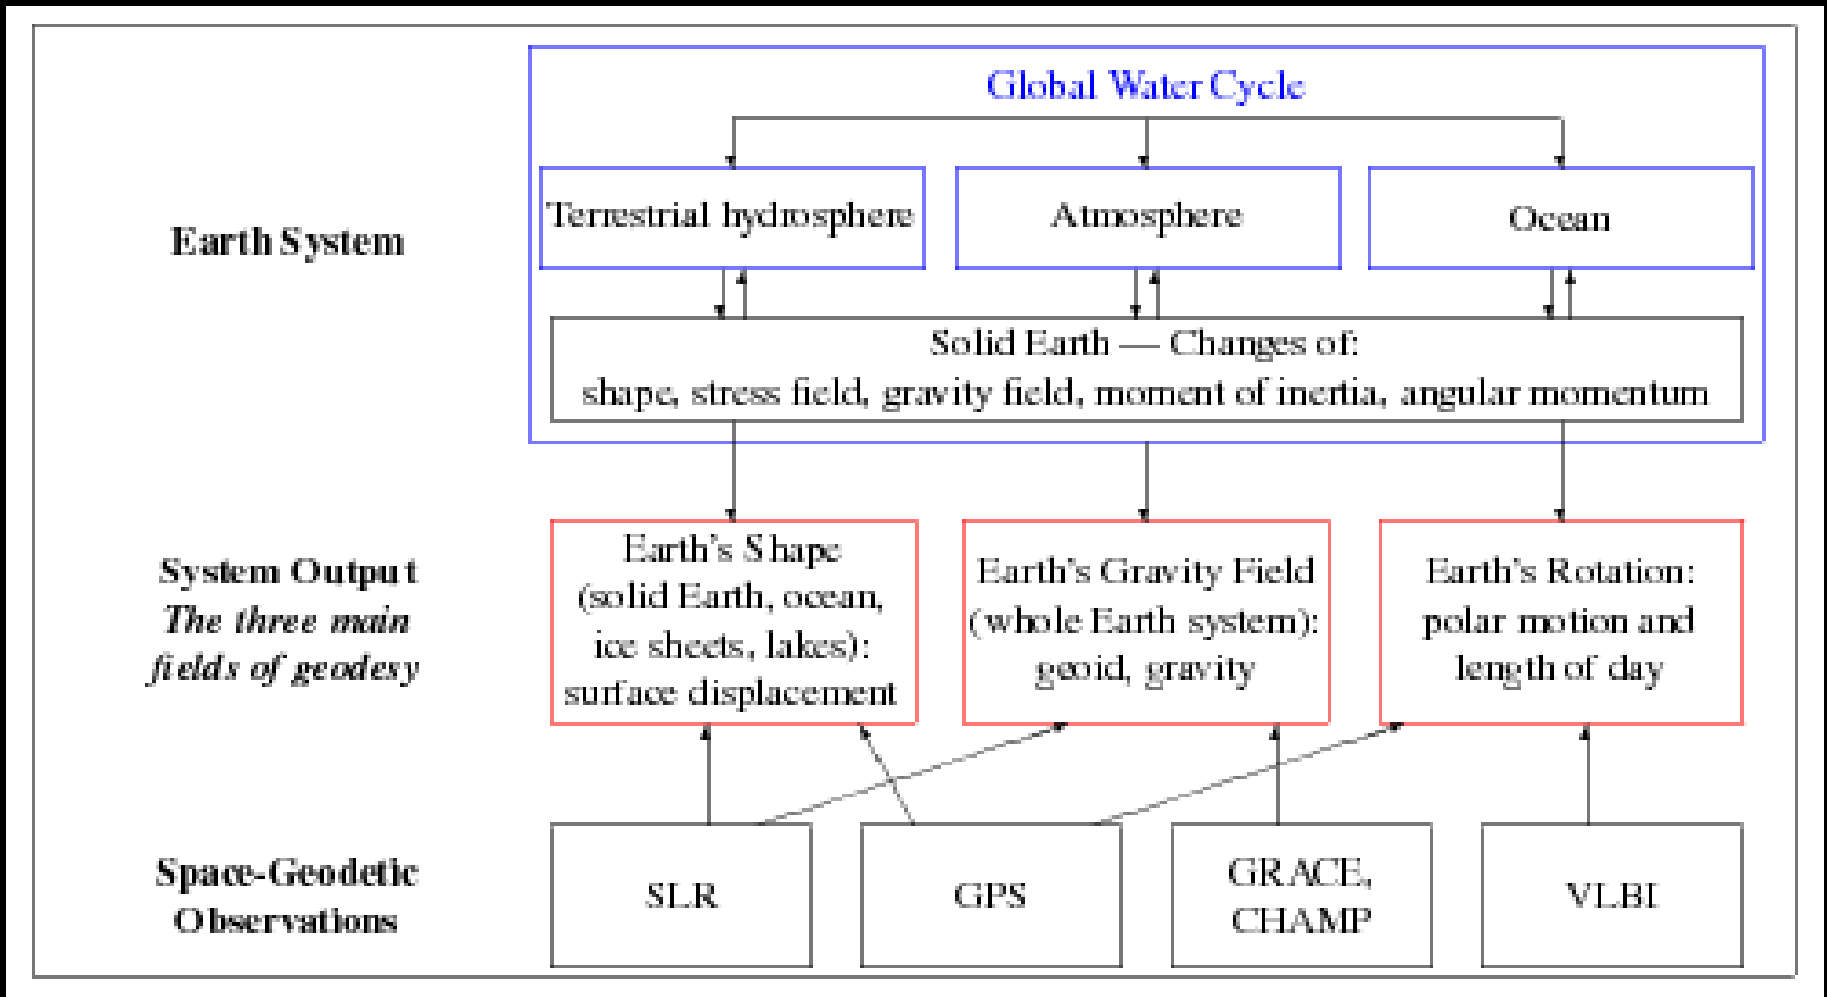 Global Water Cycle
Terrestrial hydrosphere
Atmosphere
Ocean
Earth System
Solid Earth — Changes of:
shape, stress field, gravity field, moment of inertia, angular momentum
System Output
The three main
fields of geodesy
Earth's Shape
(solid Earth, ocean,
ice sheets, lakes):
surface displacement
Earth's Gravity Field
(whole Earth system):
geoid, gravity
Earth's Rotation:
polar motion and
length of day
Space-Geodetic
Observations
SLR
GPS
GRACE,
CHAMP
VLBI